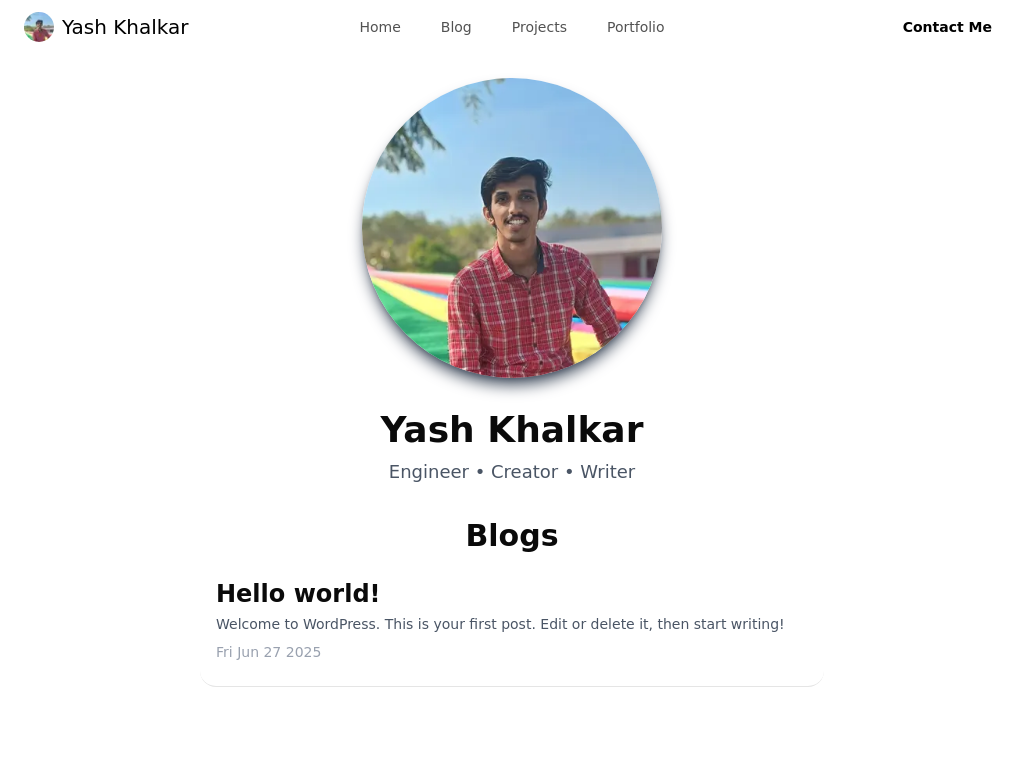 Yash Khalkar
Home
Blog
Projects
Portfolio
Contact Me
Yash Khalkar
Engineer • Creator • Writer
Blogs
Hello world!
Welcome to WordPress. This is your first post. Edit or delete it, then start writing!
Fri Jun 27 2025